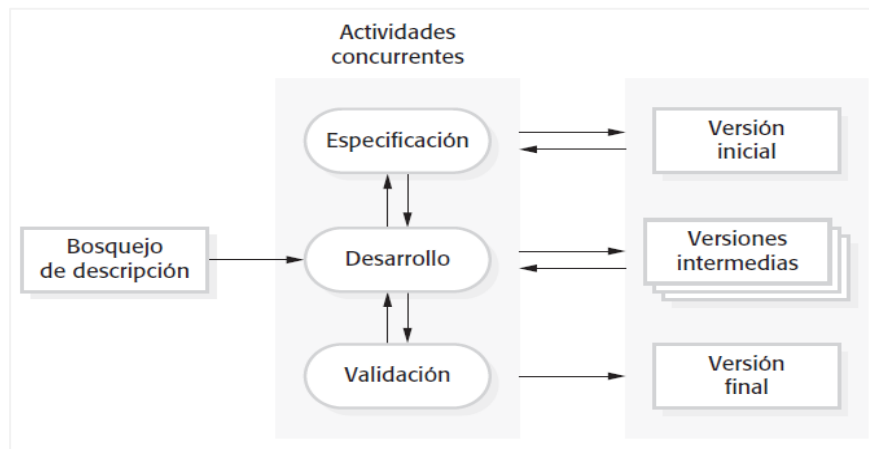 Actividades
concurrentes
Especificación
Versión
inicial
Bosquejo
de descripción
Desarrollo
Versiones
intermedias
Validación
Versión
final